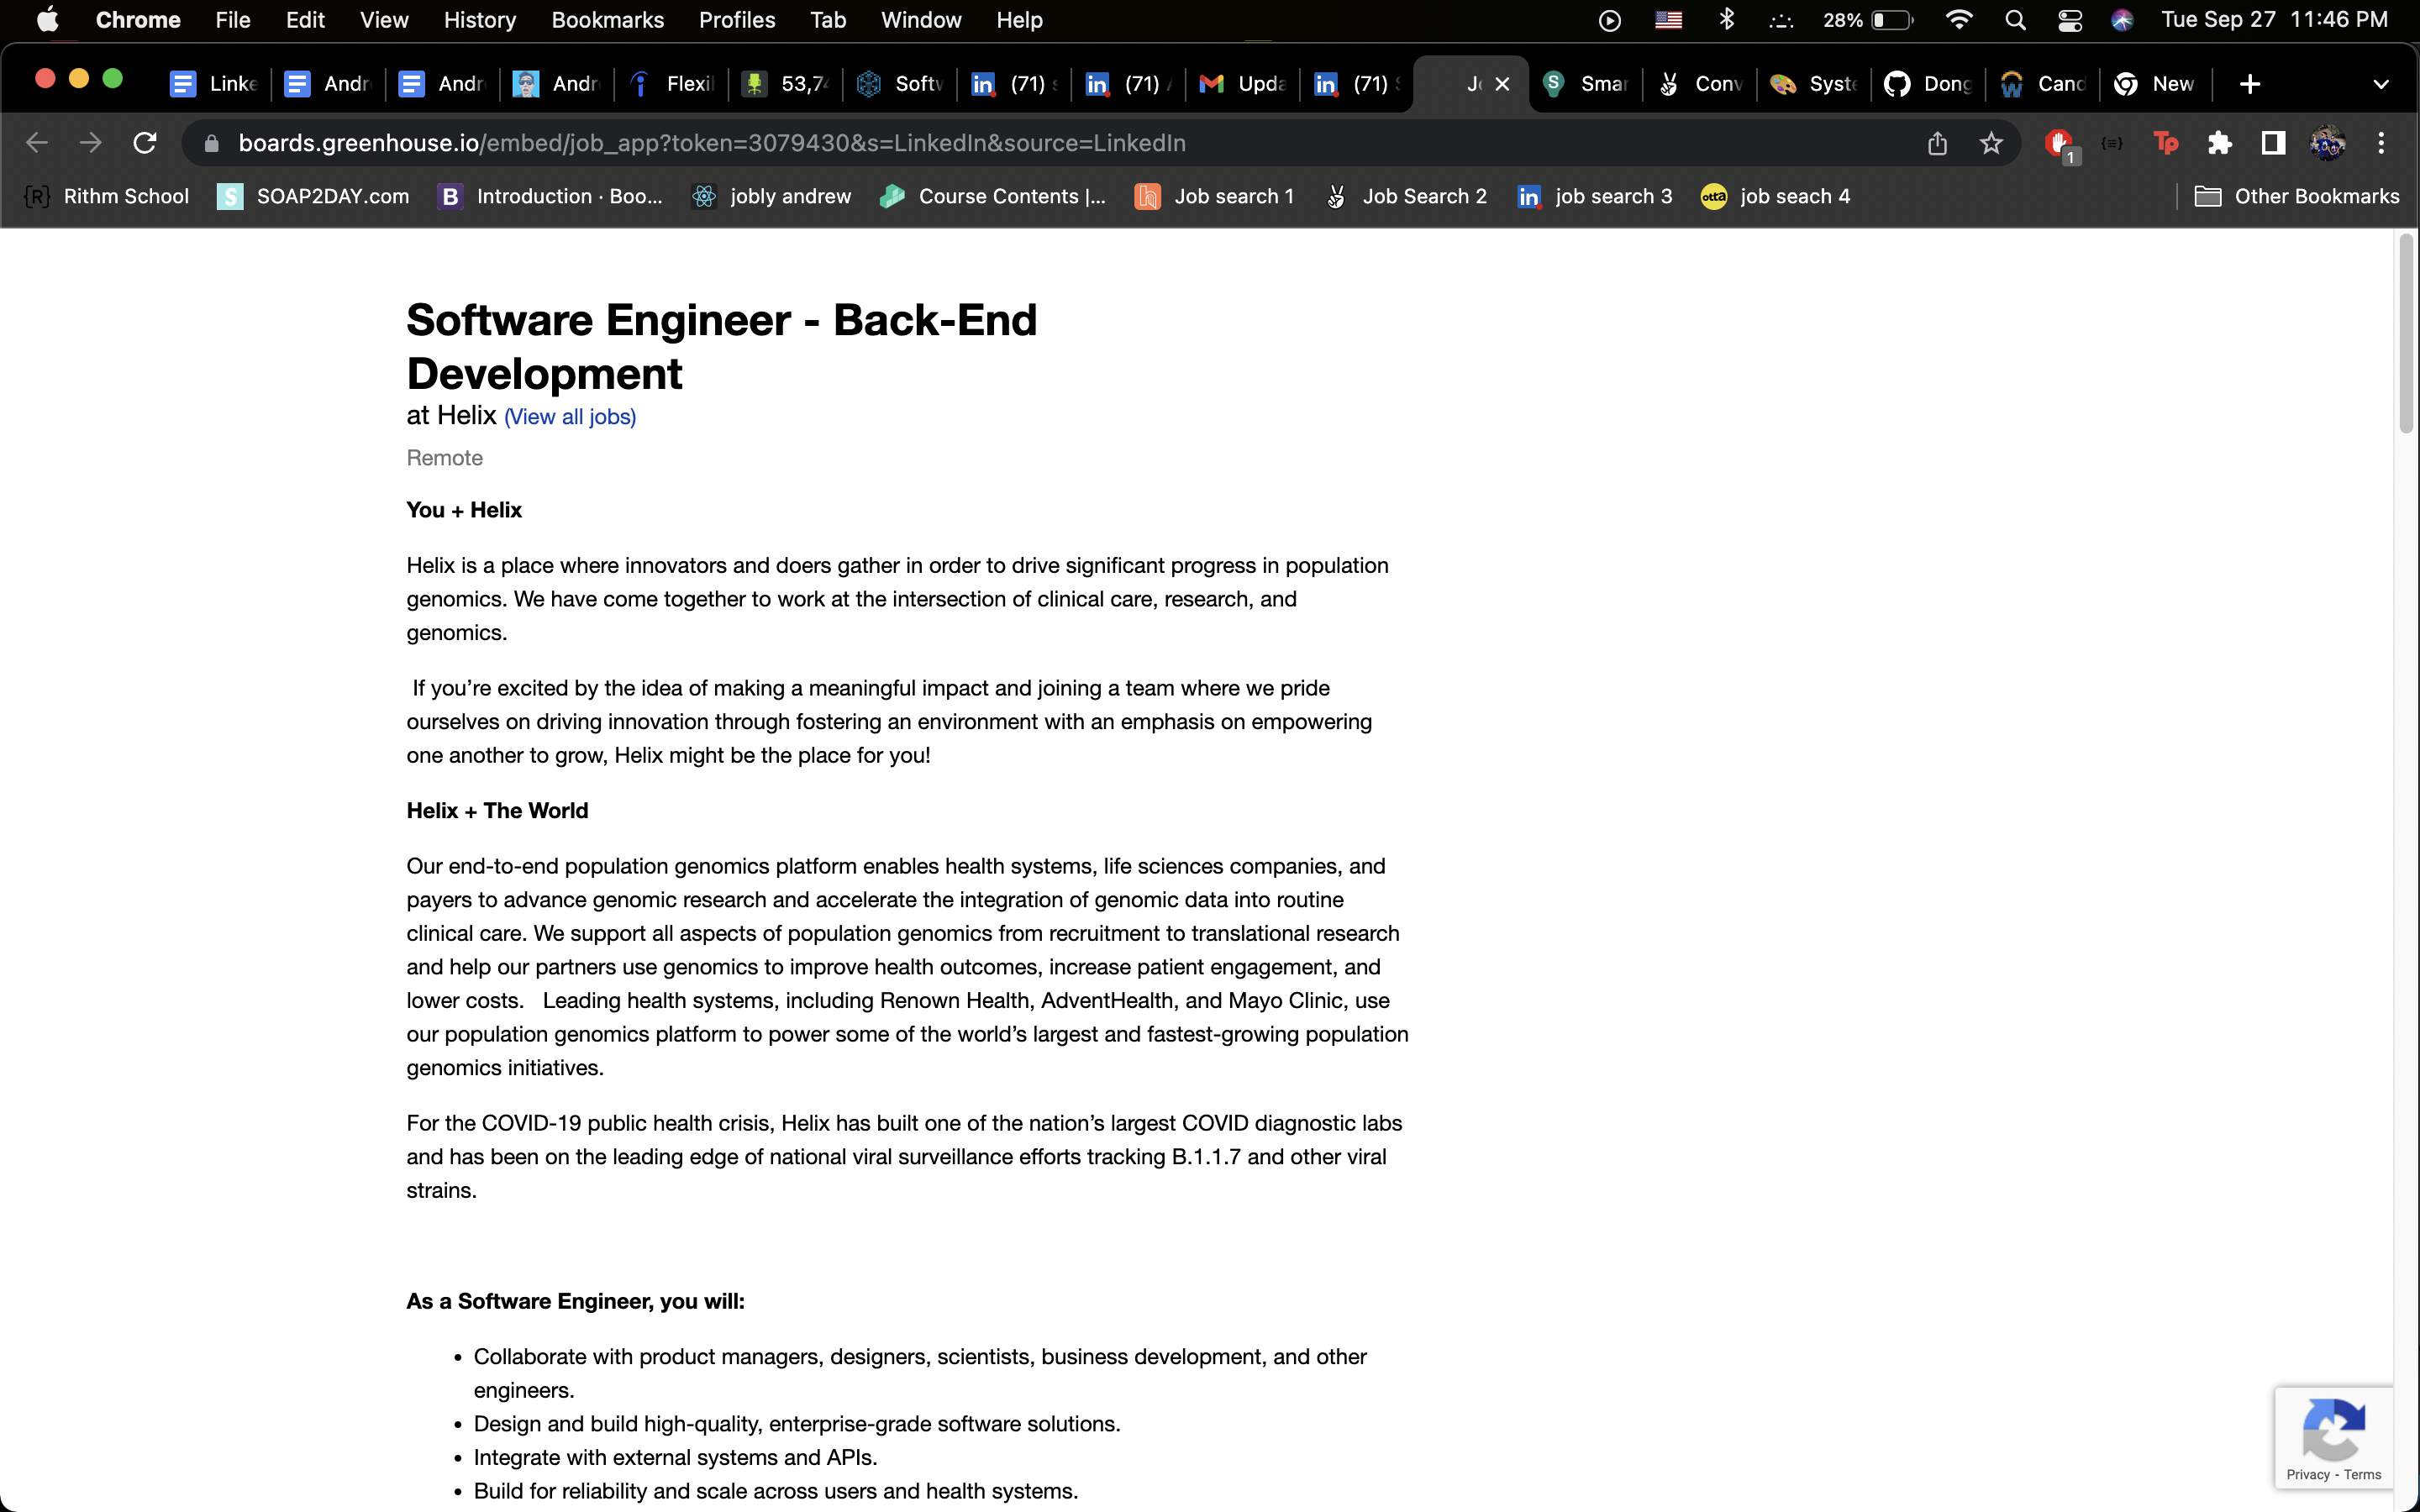 Chrome File Edit View History Bookmarks Profiles Tab Window Help 28% Tue Sep 27 11:46 PM
Linke Andr Andr Andr Flexil 53,74 Softw (71) s (71) A Upda (71) S Jo Smar Conv Syste Dong Cand New
boards.greenhouse.io/embed/job_app?token=3079430&s=LinkedIn&source=LinkedIn 1
Rithm School SOAP2DAY.com Introduction · Boo... jobly andrew Course Contents |... Job search 1 Job Search 2 job search 3 job seach 4 Other Bookmarks
Software Engineer - Back-End
Development
at Helix (View all jobs)
Remote
You + Helix
Helix is a place where innovators and doers gather in order to drive significant progress in population
genomics. We have come together to work at the intersection of clinical care, research, and
genomics.
If you’re excited by the idea of making a meaningful impact and joining a team where we pride
ourselves on driving innovation through fostering an environment with an emphasis on empowering
one another to grow, Helix might be the place for you!
Helix + The World
Our end-to-end population genomics platform enables health systems, life sciences companies, and
payers to advance genomic research and accelerate the integration of genomic data into routine
clinical care. We support all aspects of population genomics from recruitment to translational research
and help our partners use genomics to improve health outcomes, increase patient engagement, and
lower costs. Leading health systems, including Renown Health, AdventHealth, and Mayo Clinic, use
our population genomics platform to power some of the world’s largest and fastest-growing population
genomics initiatives.
For the COVID-19 public health crisis, Helix has built one of the nation’s largest COVID diagnostic labs
and has been on the leading edge of national viral surveillance efforts tracking B.1.1.7 and other viral
strains.
As a Software Engineer, you will:
• Collaborate with product managers, designers, scientists, business development, and other
engineers.
• Design and build high-quality, enterprise-grade software solutions.
• Integrate with external systems and APIs.
• Build for reliability and scale across users and health systems.
Privacy - Terms